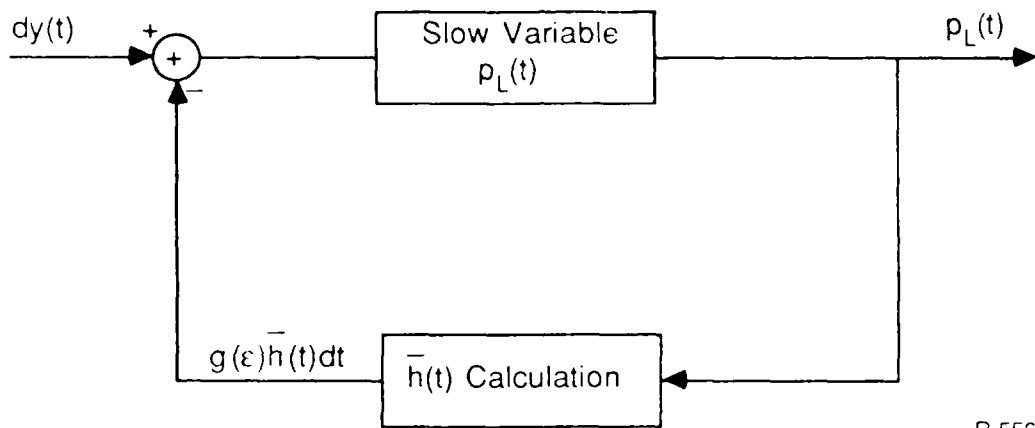 dy(t)
+
+
−
Slow Variable
p_L(t)
p_L(t)
g(ε)h̄(t)dt
h̄(t) Calculation